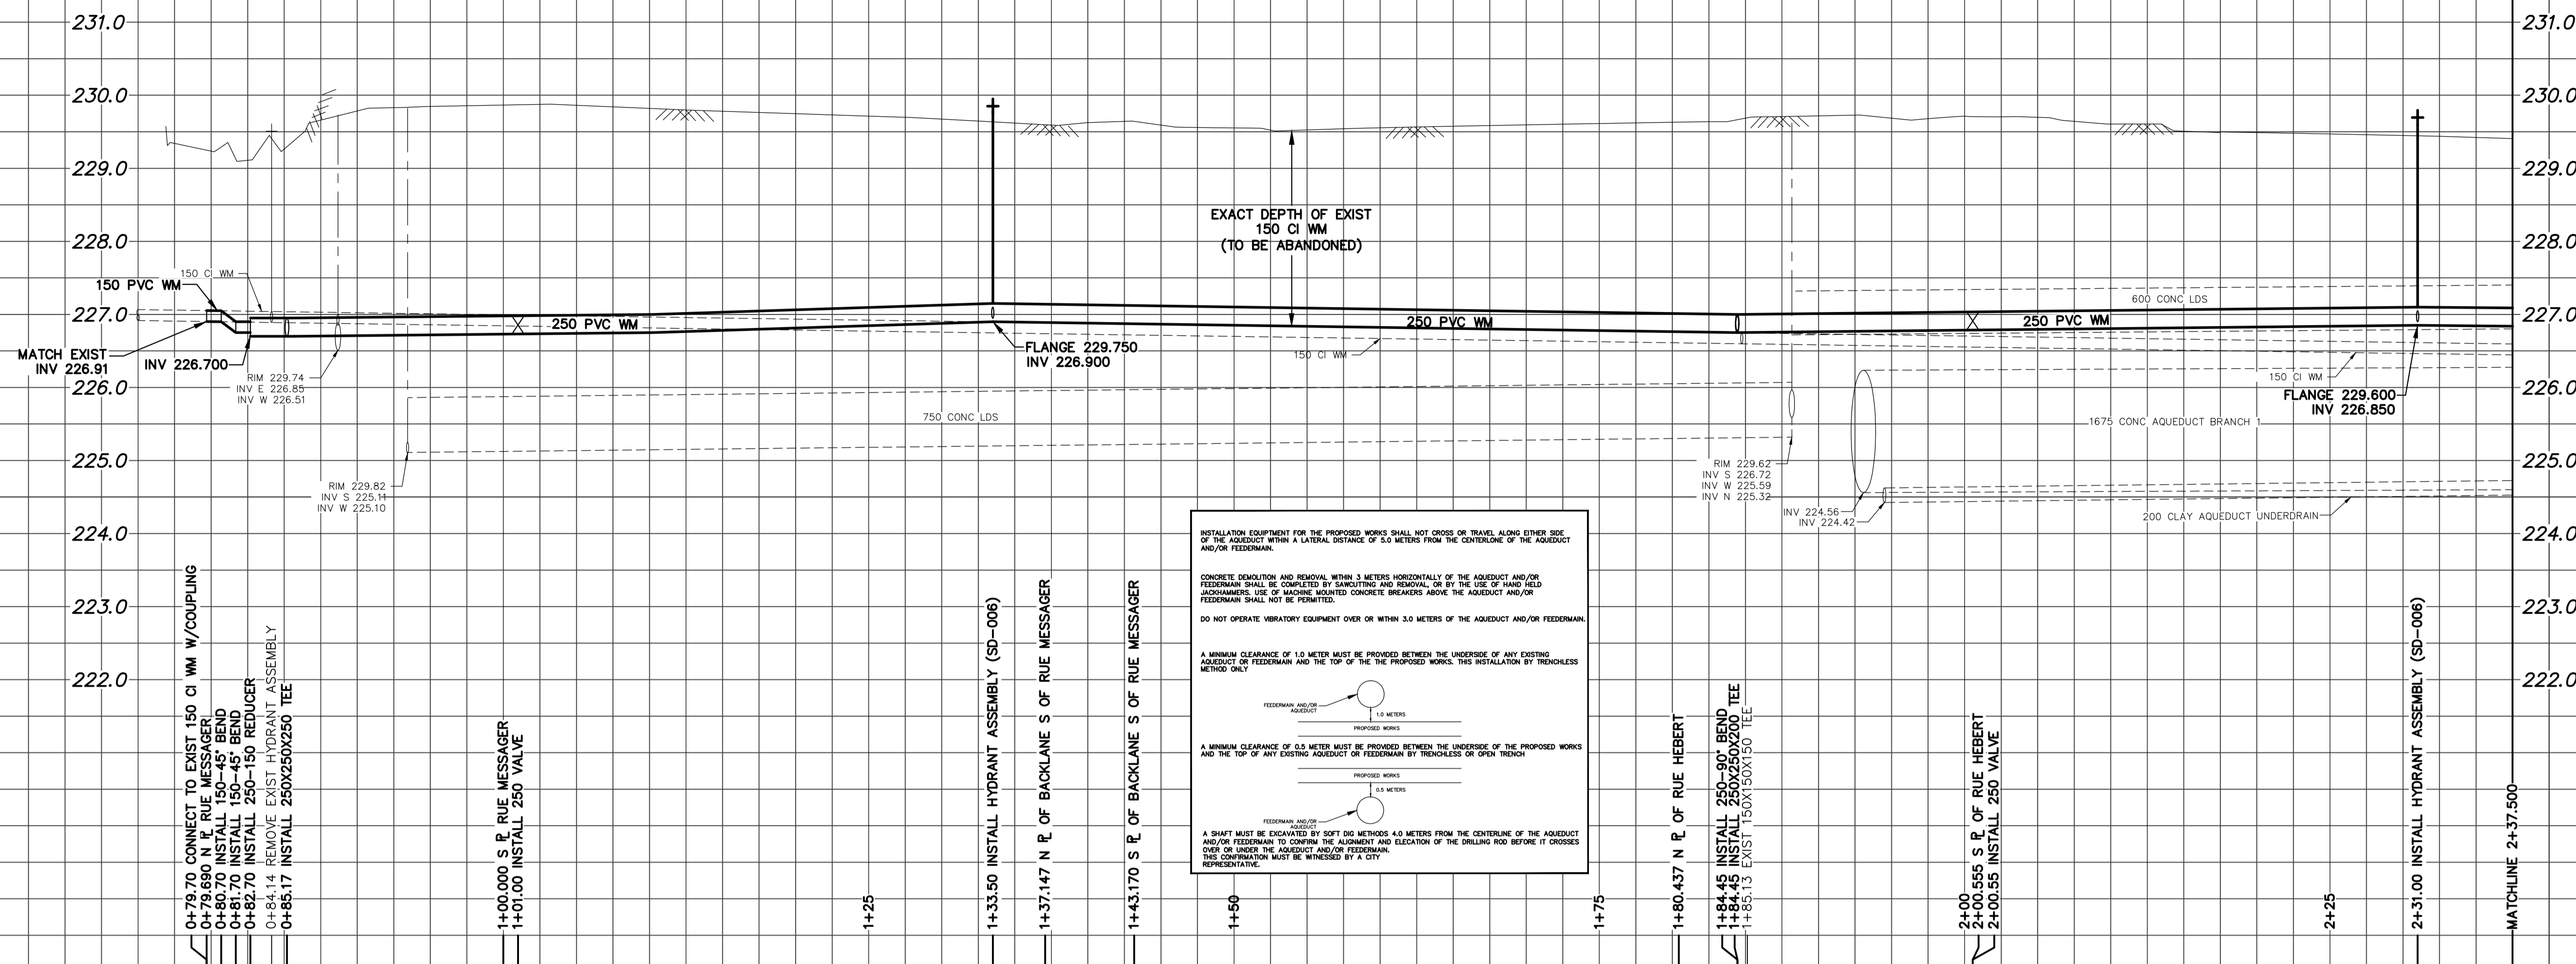 231.0
231.0
230.0
230.0
229.0
229.0
228.0
228.0
227.0
227.0
226.0
226.0
225.0
225.0
224.0
224.0
223.0
223.0
222.0
222.0
150 CI WM
150 PVC WM
MATCH EXIST
INV 226.91
INV 226.700
RIM 229.74
INV E 226.85
INV W 226.51
RIM 229.82
INV S 225.11
INV W 225.10
250 PVC WM
750 CONC LDS
FLANGE 229.750
INV 226.900
EXACT DEPTH OF EXIST
150 CI WM
(TO BE ABANDONED)
150 CI WM
250 PVC WM
RIM 229.62
INV S 226.72
INV W 225.59
INV N 225.32
INV 224.56
INV 224.42
600 CONC LDS
250 PVC WM
150 CI WM
FLANGE 229.600
INV 226.850
1675 CONC AQUEDUCT BRANCH 1
200 CLAY AQUEDUCT UNDERDRAIN
INSTALLATION EQUIPTMENT FOR THE PROPOSED WORKS SHALL NOT CROSS OR TRAVEL ALONG EITHER SIDE
OF THE AQUEDUCT WITHIN A LATERAL DISTANCE OF 5.0 METERS FROM THE CENTERLONE OF THE AQUEDUCT
AND/OR FEEDERMAIN.
CONCRETE DEMOLITION AND REMOVAL WITHIN 3 METERS HORIZONTALLY OF THE AQUEDUCT AND/OR
FEEDERMAIN SHALL BE COMPLETED BY SAWCUTTING AND REMOVAL, OR BY THE USE OF HAND HELD
JACKHAMMERS. USE OF MACHINE MOUNTED CONCRETE BREAKERS ABOVE THE AQUEDUCT AND/OR
FEEDERMAIN SHALL NOT BE PERMITTED.
DO NOT OPERATE VIBRATORY EQUIPMENT OVER OR WITHIN 3.0 METERS OF THE AQUEDUCT AND/OR FEEDERMAIN.
A MINIMUM CLEARANCE OF 1.0 METER MUST BE PROVIDED BETWEEN THE UNDERSIDE OF ANY EXISTING
AQUEDUCT OR FEEDERMAIN AND THE TOP OF THE THE PROPOSED WORKS. THIS INSTALLATION BY TRENCHLESS
METHOD ONLY
FEEDERMAIN AND/OR
AQUEDUCT
1.0 METERS
PROPOSED WORKS
A MINIMUM CLEARANCE OF 0.5 METER MUST BE PROVIDED BETWEEN THE UNDERSIDE OF THE PROPOSED WORKS
AND THE TOP OF ANY EXISTING AQUEDUCT OR FEEDERMAIN BY TRENCHLESS OR OPEN TRENCH
PROPOSED WORKS
0.5 METERS
FEEDERMAIN AND/OR
AQUEDUCT
A SHAFT MUST BE EXCAVATED BY SOFT DIG METHODS 4.0 METERS FROM THE CENTERLINE OF THE AQUEDUCT
AND/OR FEEDERMAIN TO CONFIRM THE ALIGNMENT AND ELECATION OF THE DRILLING ROD BEFORE IT CROSSES
OVER OR UNDER THE AQUEDUCT AND/OR FEEDERMAIN.
THIS CONFIRMATION MUST BE WITNESSED BY A CITY
REPRESENTATIVE.
0+79.70 CONNECT TO EXIST 150 CI WM W/COUPLING
0+79.690 N PL RUE MESSAGER
0+80.70 INSTALL 150-45° BEND
0+81.70 INSTALL 150-45° BEND
0+82.70 INSTALL 250-150 REDUCER
0+84.14 REMOVE EXIST HYDRANT ASSEMBLY
0+85.17 INSTALL 250X250X250 TEE
1+00.000 S PL RUE MESSAGER
1+01.00 INSTALL 250 VALVE
1+25
1+33.50 INSTALL HYDRANT ASSEMBLY (SD-006)
1+37.147 N PL OF BACKLANE S OF RUE MESSAGER
1+43.170 S PL OF BACKLANE S OF RUE MESSAGER
1+50
1+75
1+80.437 N PL OF RUE HEBERT
1+84.45 INSTALL 250-90° BEND
1+84.45 INSTALL 250X250X200 TEE
1+85.13 EXIST 150X150X150 TEE
2+00
2+00.555 S PL OF RUE HEBERT
2+00.55 INSTALL 250 VALVE
2+25
2+31.00 INSTALL HYDRANT ASSEMBLY (SD-006)
MATCHLINE 2+37.500